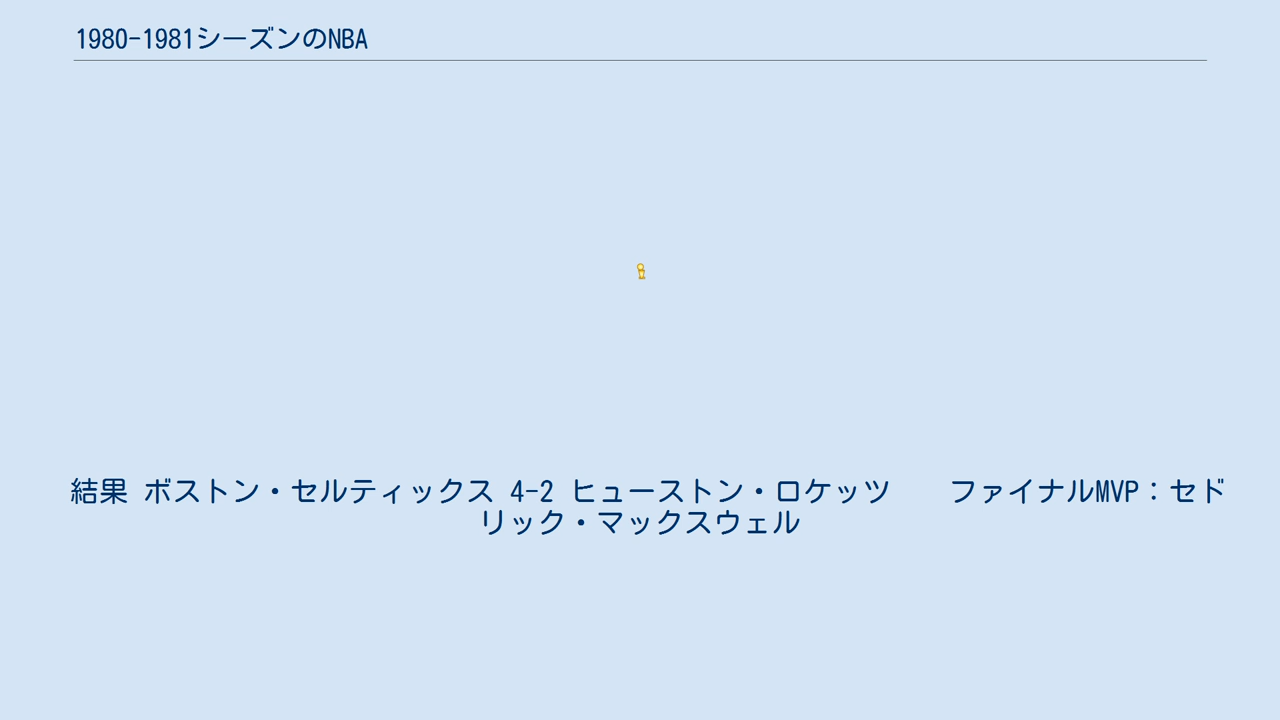 1980-1981シーズンのNBA
結果 ボストン・セルティックス 4-2 ヒューストン・ロケッツ　　ファイナルMVP：セド
リック・マックスウェル